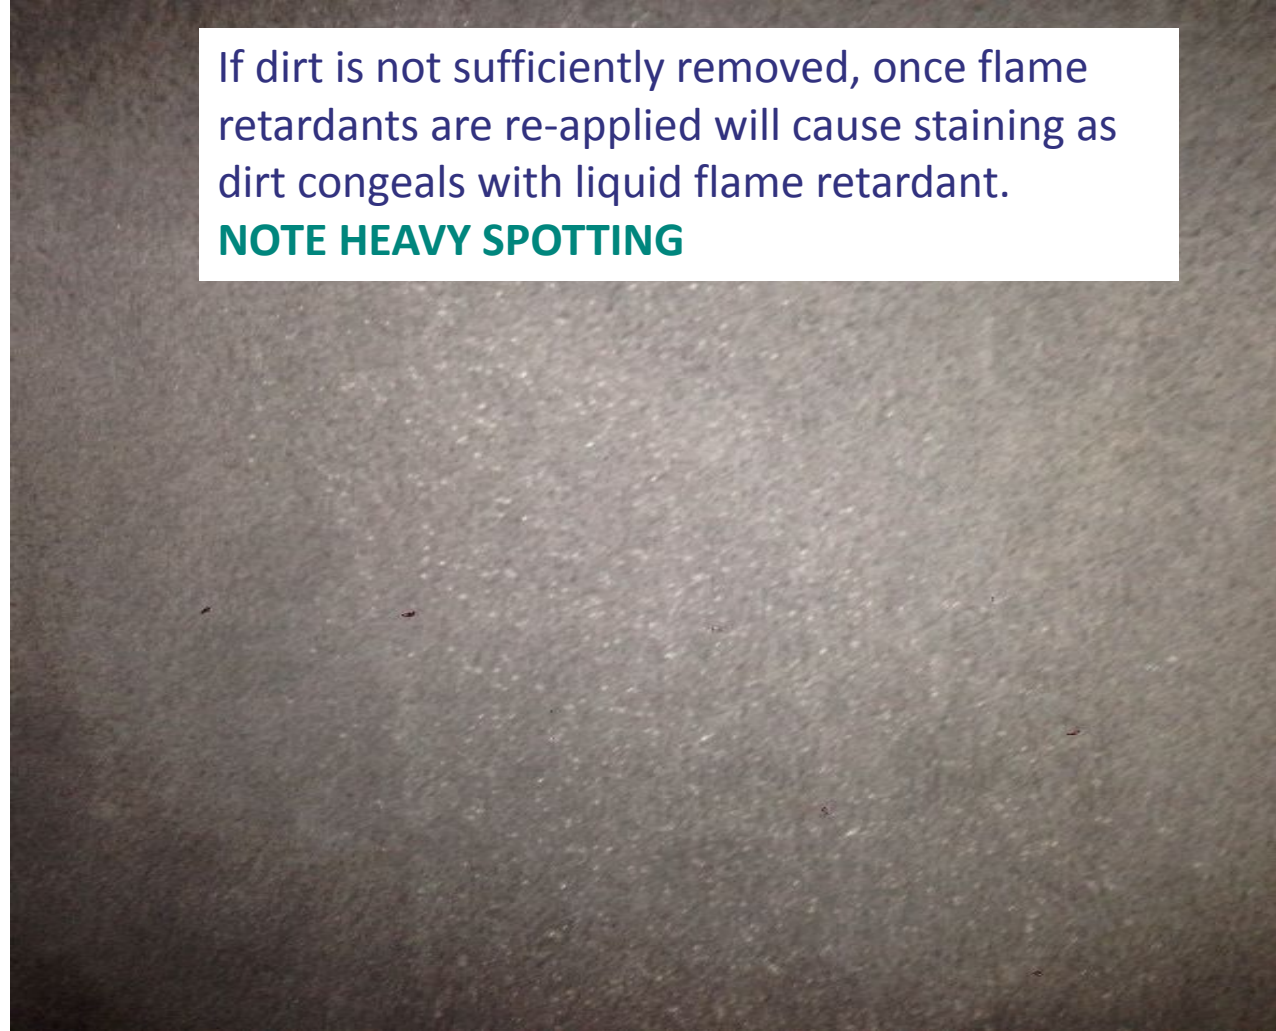 If dirt is not sufficiently removed, once flame
retardants are re-applied will cause staining as
dirt congeals with liquid flame retardant.
NOTE HEAVY SPOTTING